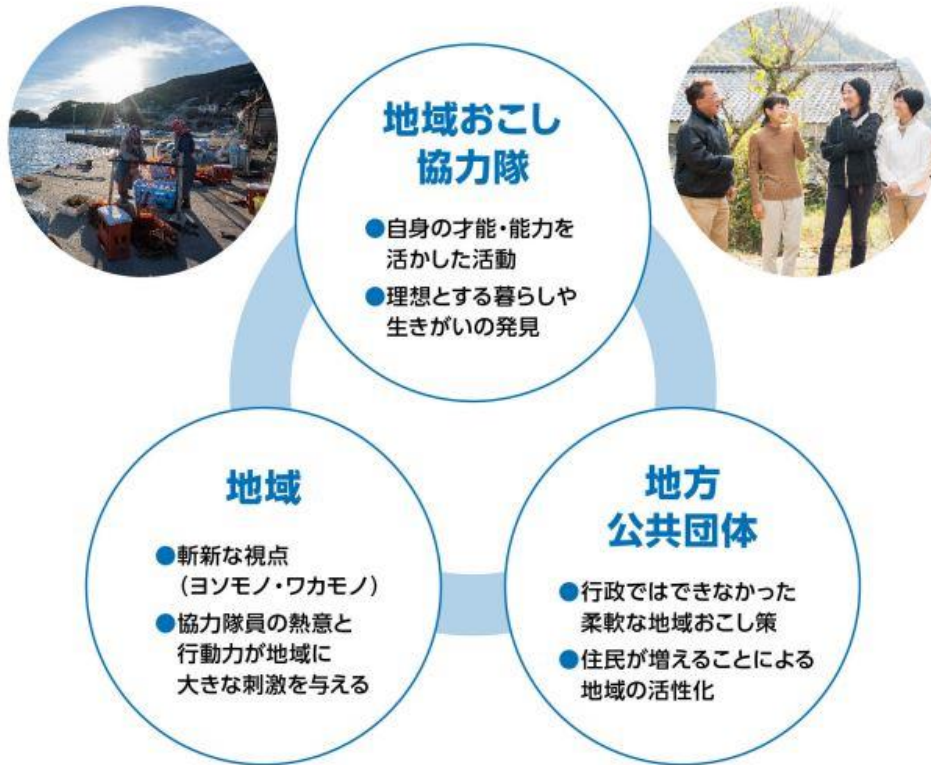 地域おこし
協力隊
●自身の才能・能力を
活かした活動
●理想とする暮らしや
生きがいの発見
地域
●斬新な視点
(ヨソモノ・ワカモノ)
●協力隊員の熱意と
行動力が地域に
大きな刺激を与える
地方
公共団体
●行政ではできなかった
柔軟な地域おこし策
●住民が増えることによる
地域の活性化